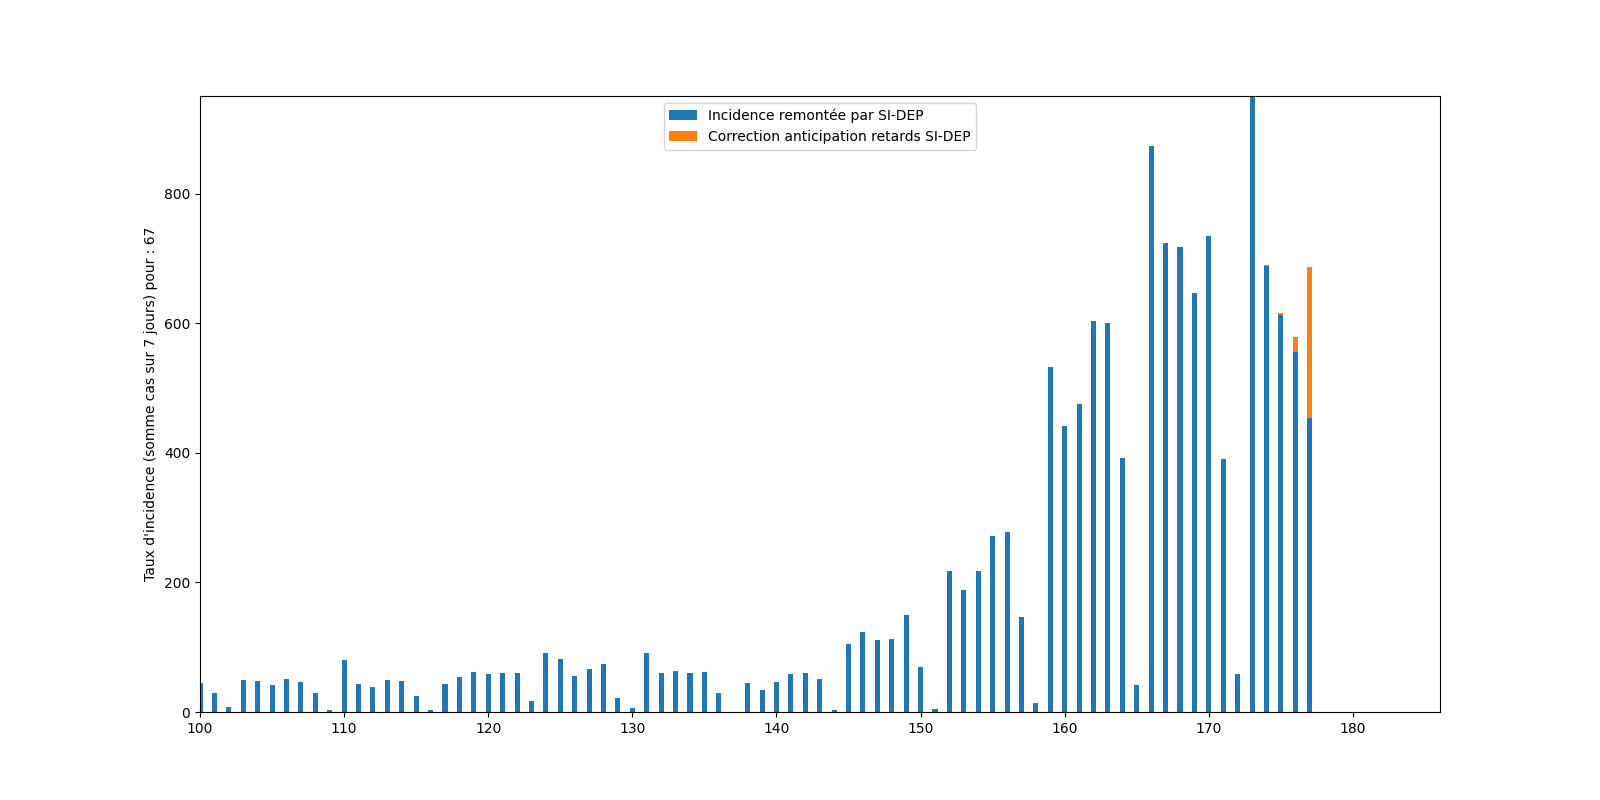 Incidence remontée par SI-DEP
Correction anticipation retards SI-DEP
Taux d'incidence (somme cas sur 7 jours) pour : 67
800
600
400
200
0
100 110 120 130 140 150 160 170 180